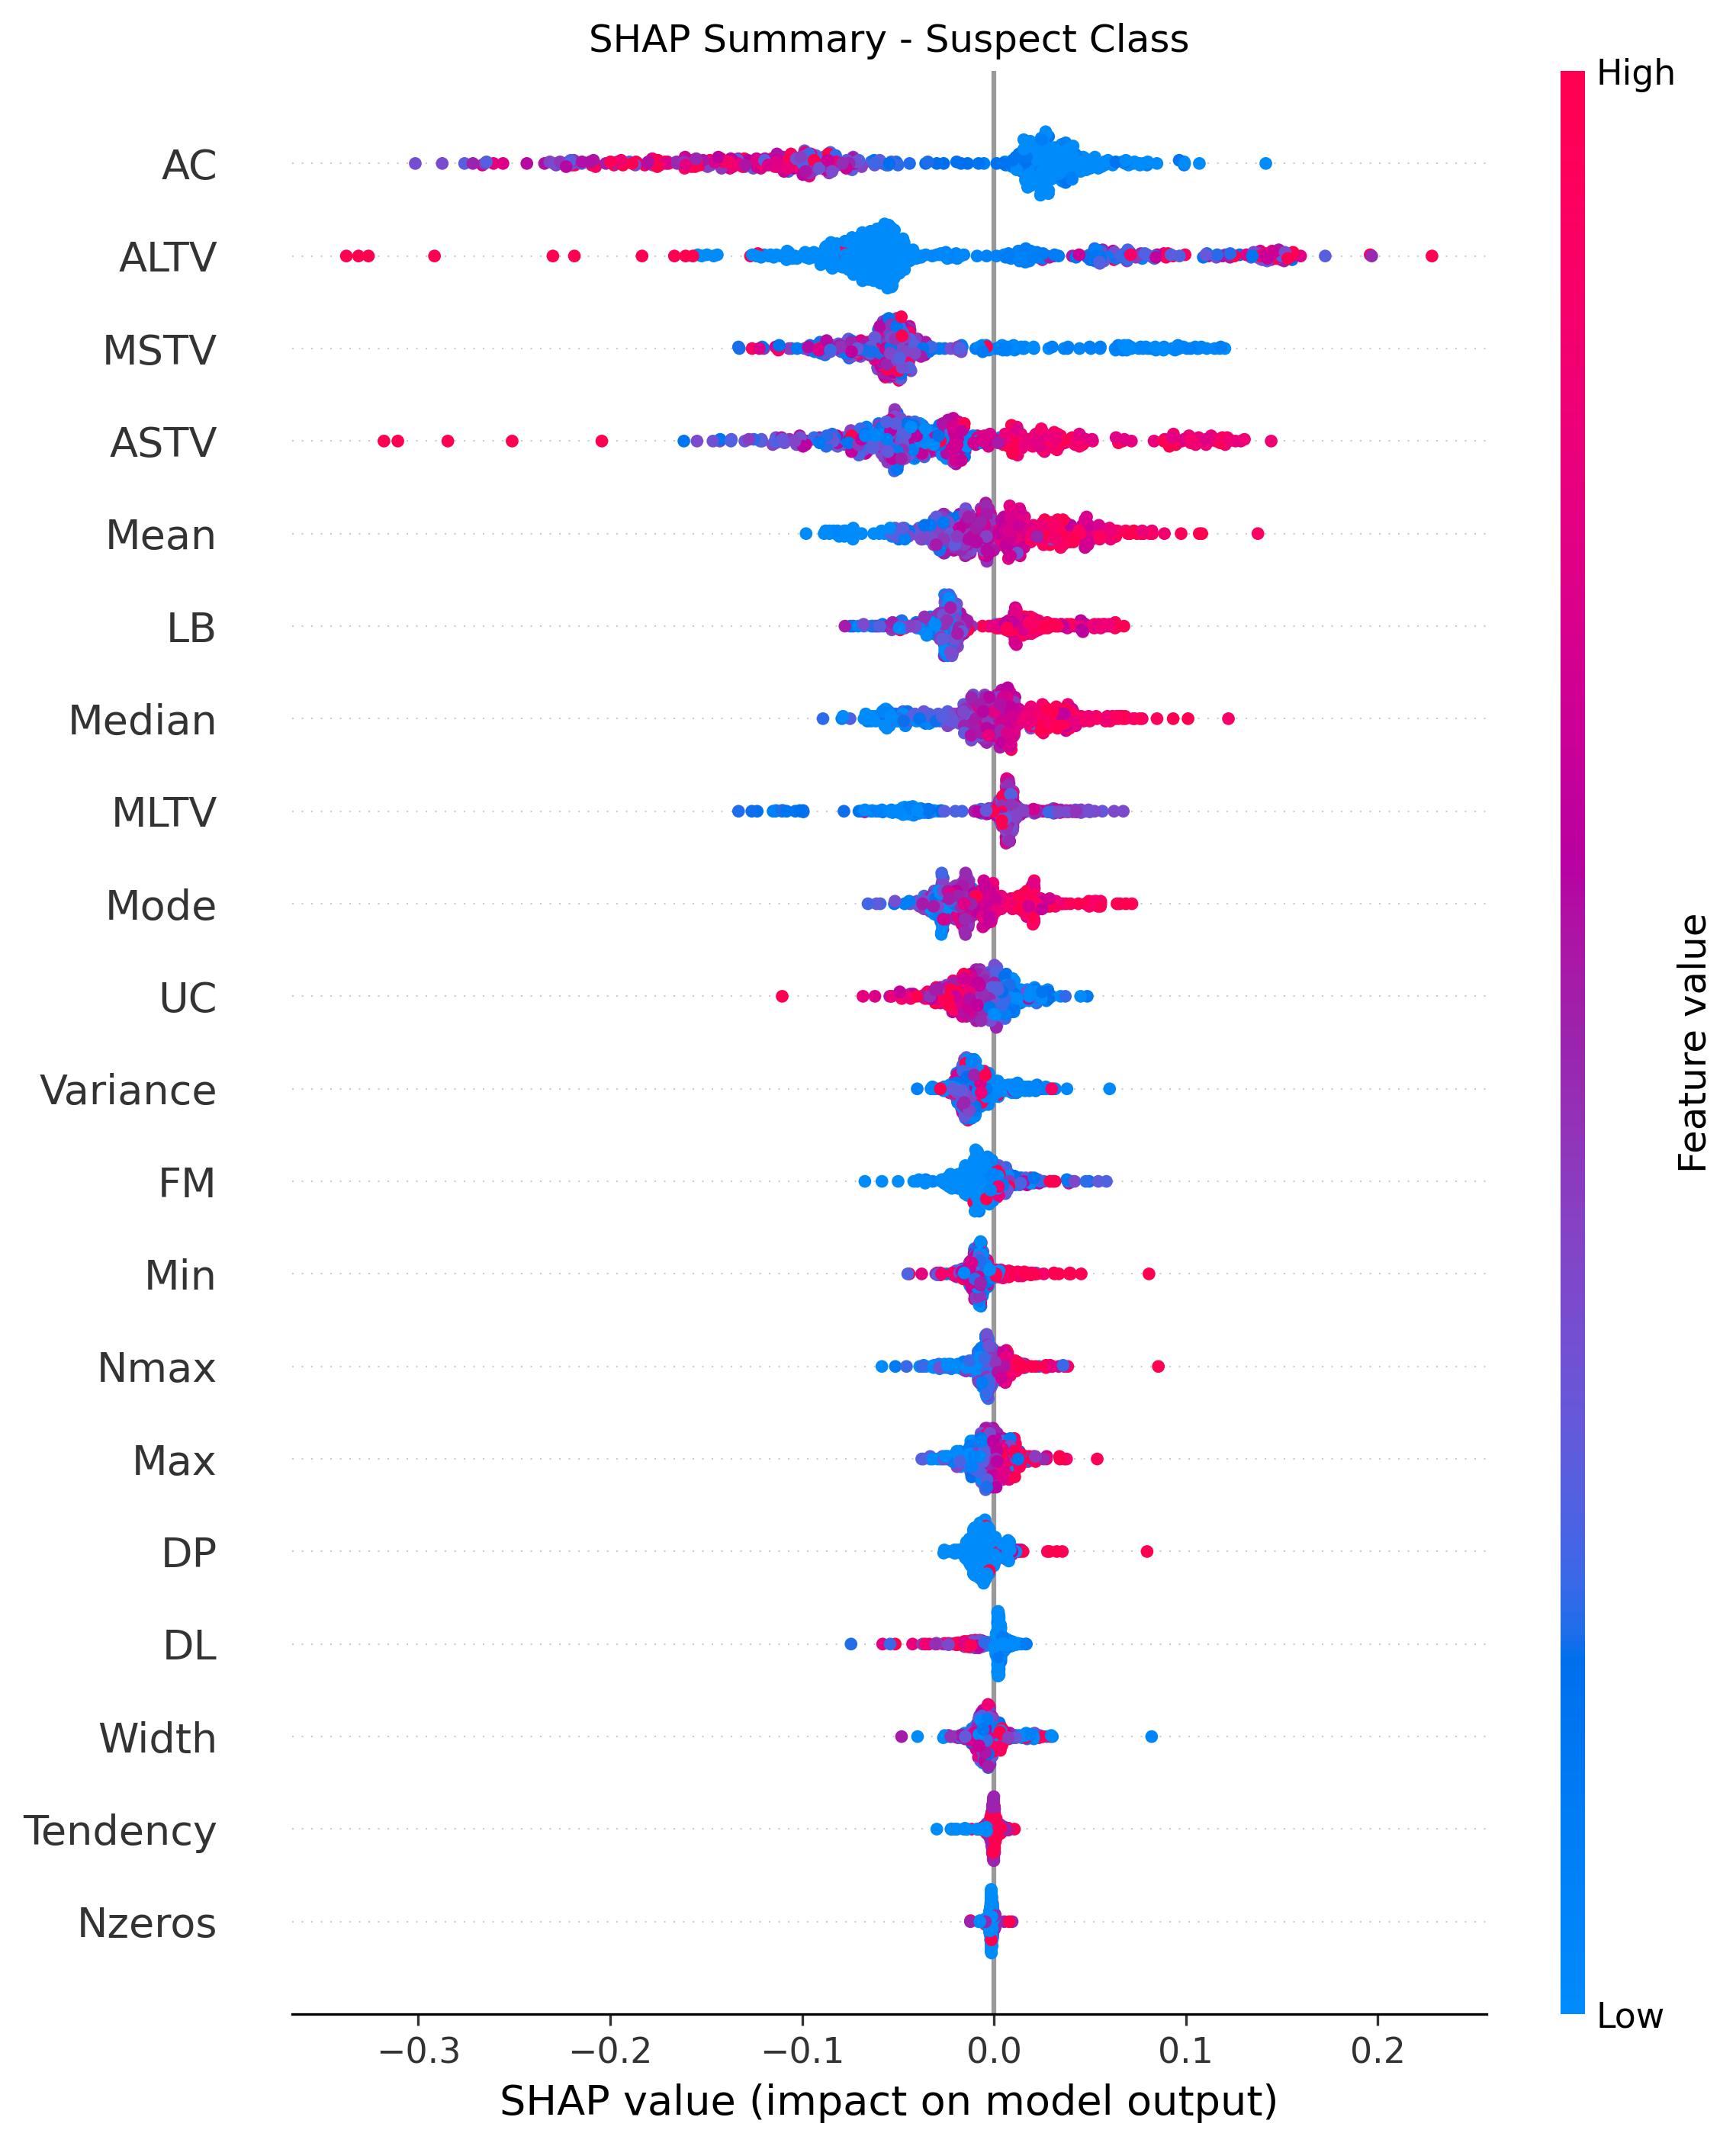 SHAP Summary - Suspect Class
High
AC
ALTV
MSTV
ASTV
Mean
LB
Median
MLTV
Mode
UC
Variance
FM
Min
Nmax
Max
DP
DL
Width
Tendency
Nzeros
Feature value
Low
−0.3 −0.2 −0.1 0.0 0.1 0.2
SHAP value (impact on model output)